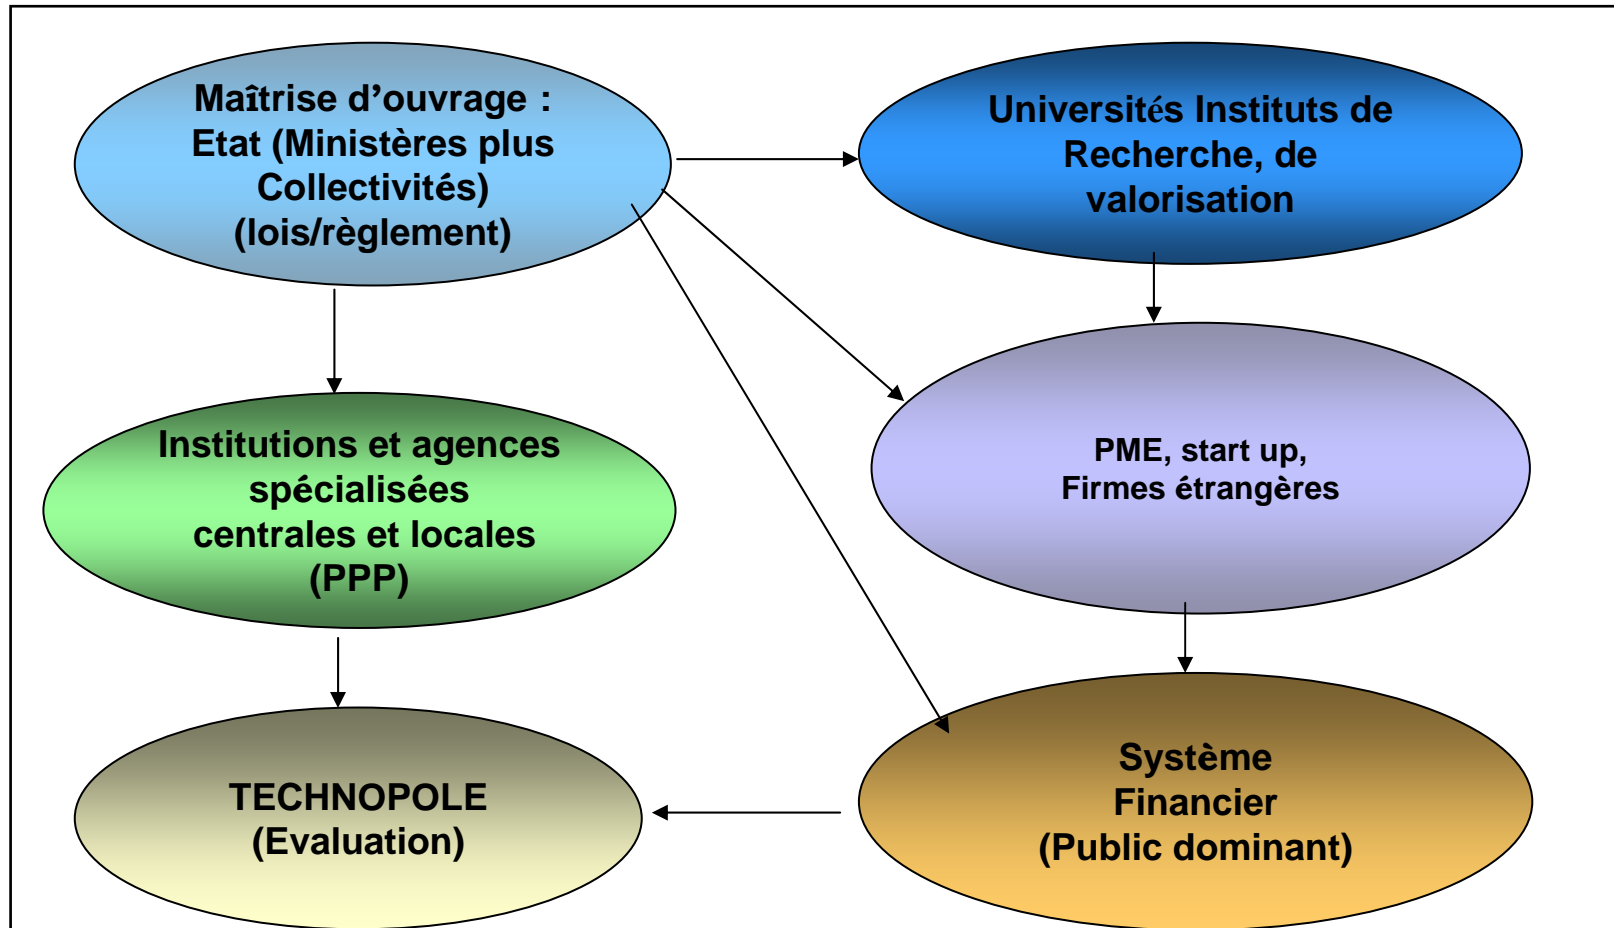 Maîtrise d’ouvrage :
Etat (Ministères plus
Collectivités)
(lois/règlement)
Universités Instituts de
Recherche, de
valorisation
Institutions et agences
spécialisées
centrales et locales
(PPP)
PME, start up,
Firmes étrangères
TECHNOPOLE
(Evaluation)
Système
Financier
(Public dominant)